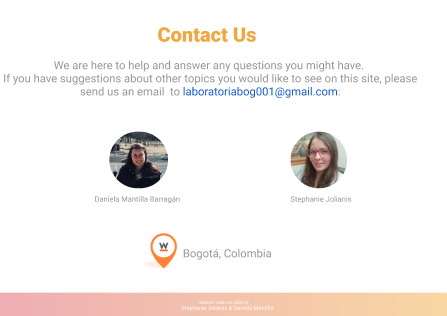 Contact Us
We are here to help and answer any questions you might have.
If you have suggestions about other topics you would like to see on this site, please
send us an email to laboratoriabog001@gmail.com:
Daniela Mantilla Barragán
Stephanie Jolianis
W
Bogotá, Colombia
Stephanie Jolianis & Daniela Mantilla